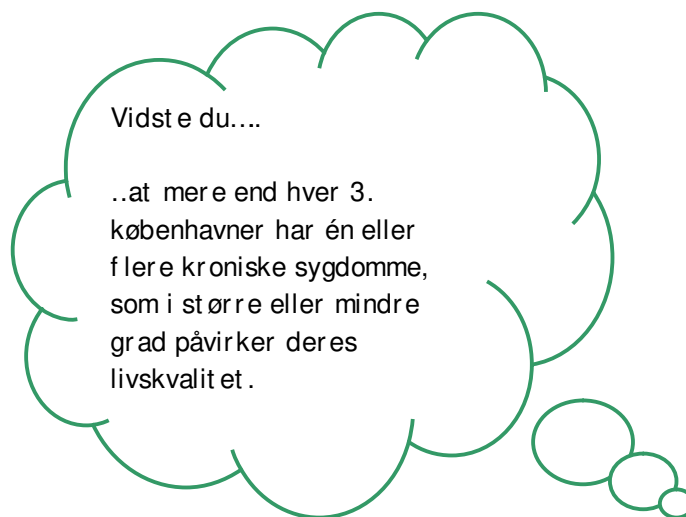 Vidste du....
..at mere end hver 3.
københavner har én eller
flere kroniske sygdomme,
som i større eller mindre
grad påvirker deres
livskvalitet.